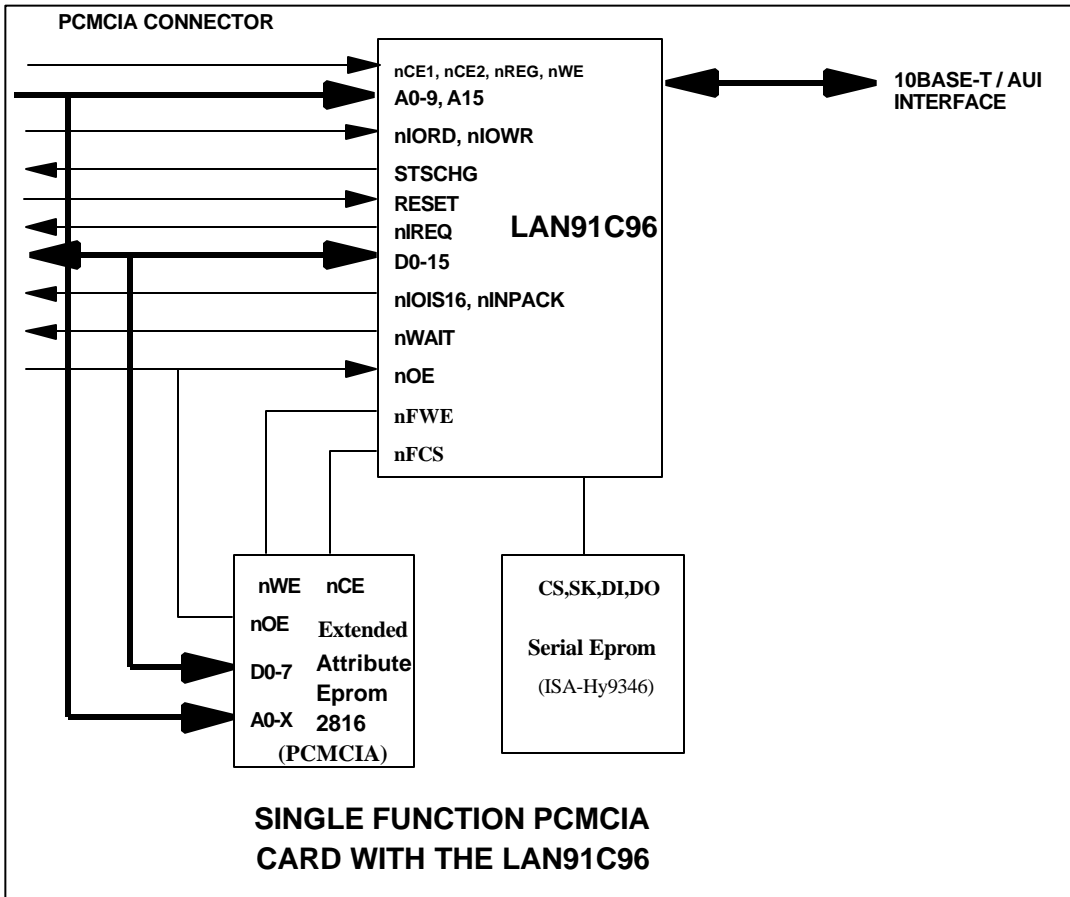 PCMCIA CONNECTOR
nCE1, nCE2, nREG, nWE
A0-9, A15
nIORD, nIOWR
STSCHG
RESET
nIREQ
D0-15
nIOIS16, nINPACK
nWAIT
nOE
nFWE
nFCS
LAN91C96
10BASE-T / AUI
INTERFACE
nWE nCE
nOE
D0-7
A0-X
Extended
Attribute
Eprom
2816
(PCMCIA)
CS,SK,DI,DO
Serial Eprom
(ISA-Hy9346)
SINGLE FUNCTION PCMCIA
CARD WITH THE LAN91C96